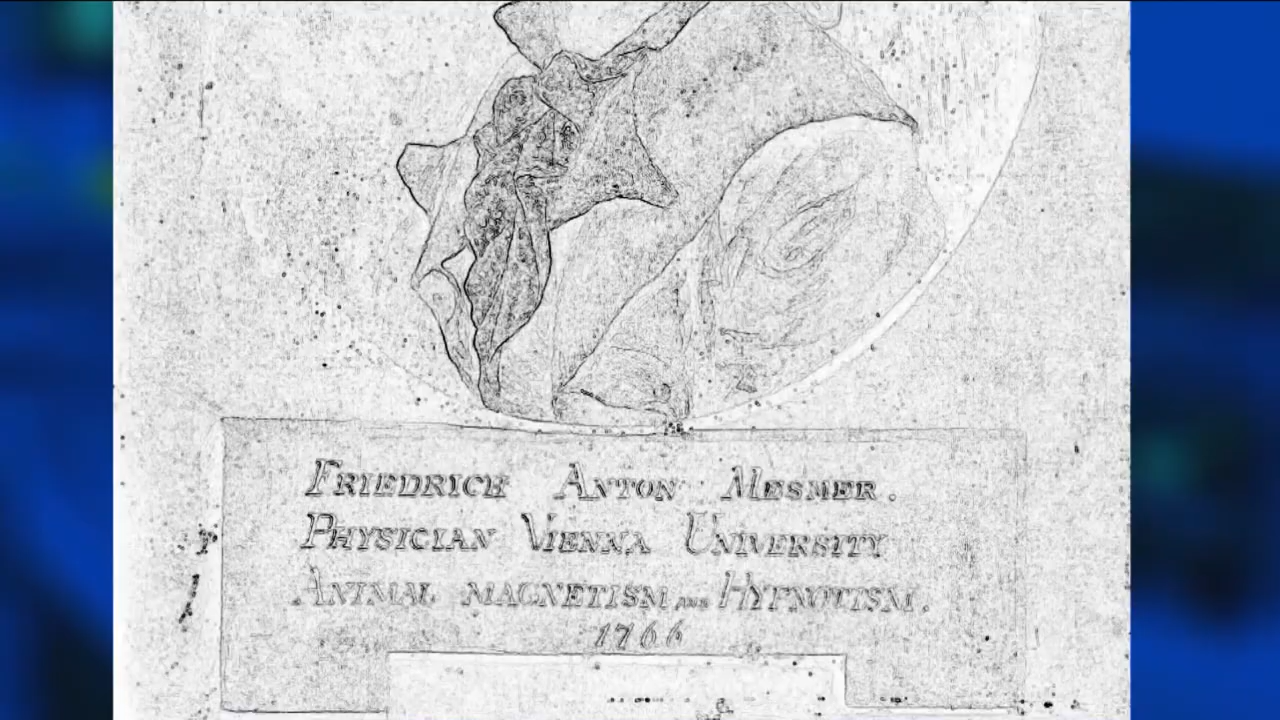 FRIEDRICH ANTON MESMER.
PHYSICIAN VIENNA UNIVERSITY
ANIMAL MAGNETISM AND HYPNOTISM.
1766